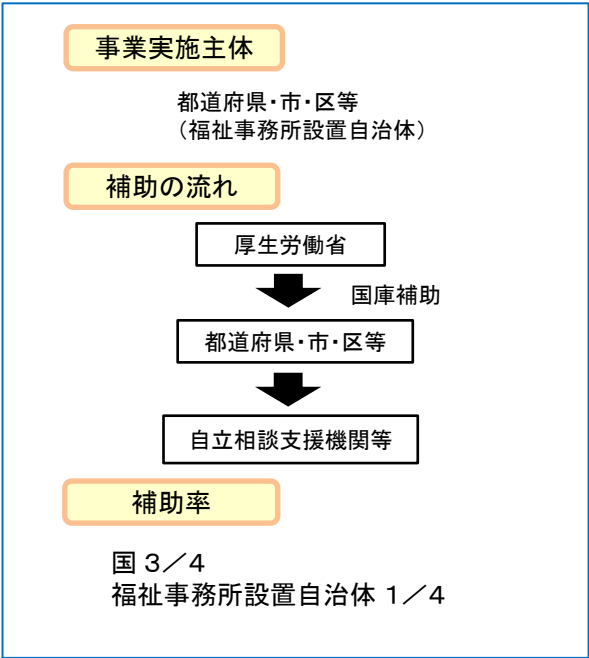 事業実施主体
都道府県・市・区等
（福祉事務所設置自治体）
補助の流れ
厚生労働省
国庫補助
都道府県・市・区等
自立相談支援機関等
補助率
国 3／4
福祉事務所設置自治体 1／4